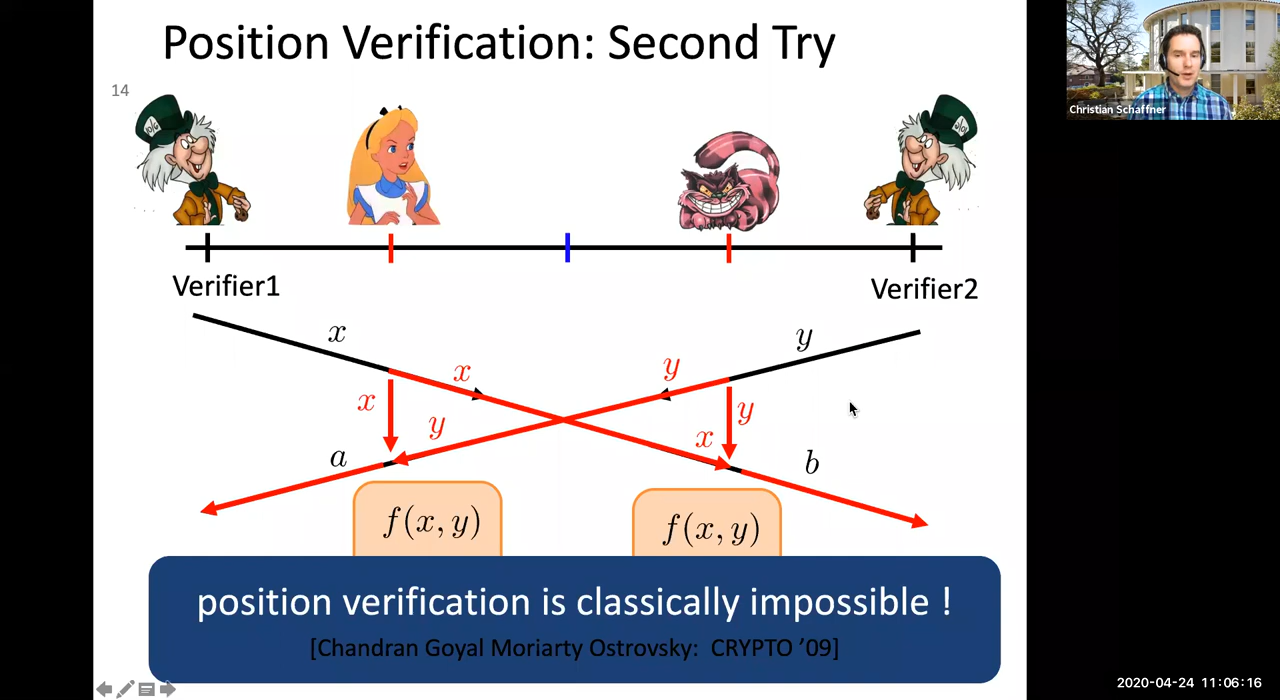 Position Verification: Second Try
14
Christian Schaffner
Verifier1
Verifier2
x
y
x
y
x
y
y
x
a
b
f(x, y)
f(x, y)
position verification is classically impossible !
[Chandran Goyal Moriarty Ostrovsky: CRYPTO ’09]
2020-04-24 11:06:16